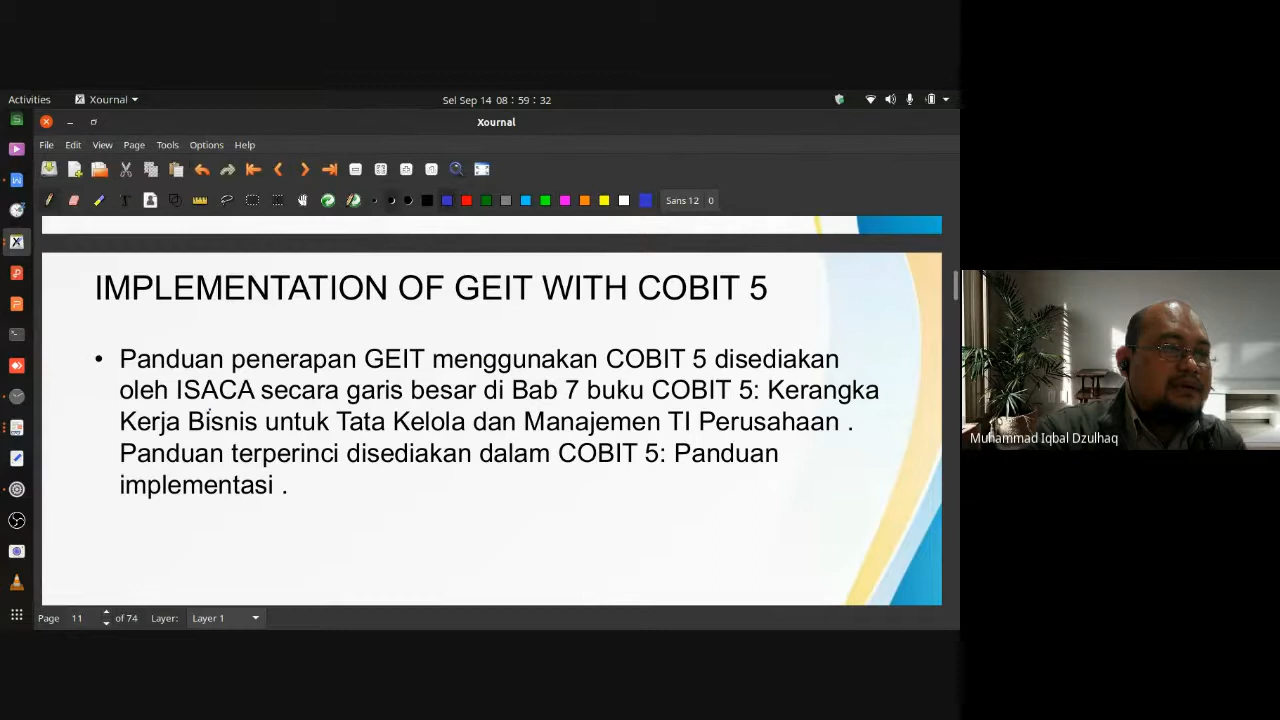 Activities Xournal Sel Sep 14 08:59:32
Xournal
File Edit View Page Tools Options Help
Sans 12 0
IMPLEMENTATION OF GEIT WITH COBIT 5
• Panduan penerapan GEIT menggunakan COBIT 5 disediakan
oleh ISACA secara garis besar di Bab 7 buku COBIT 5: Kerangka
Kerja Bisnis untuk Tata Kelola dan Manajemen TI Perusahaan .
Panduan terperinci disediakan dalam COBIT 5: Panduan
implementasi .
Muhammad Iqbal Dzulhaq
Page 11 of 74 Layer: Layer 1